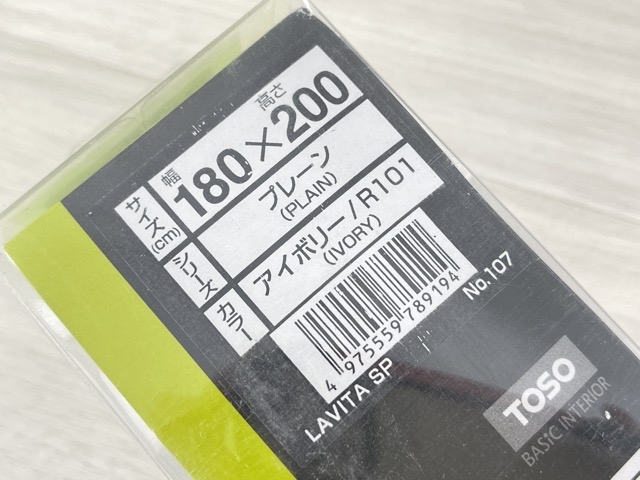 サイズ(cm) 幅 180×200 高さ
シリーズ プレーン
(PLAIN)
カラー アイボリー/R101
(IVORY)
4 975559 789194
LAVITA SP No.107
TOSO
BASIC INTERIOR